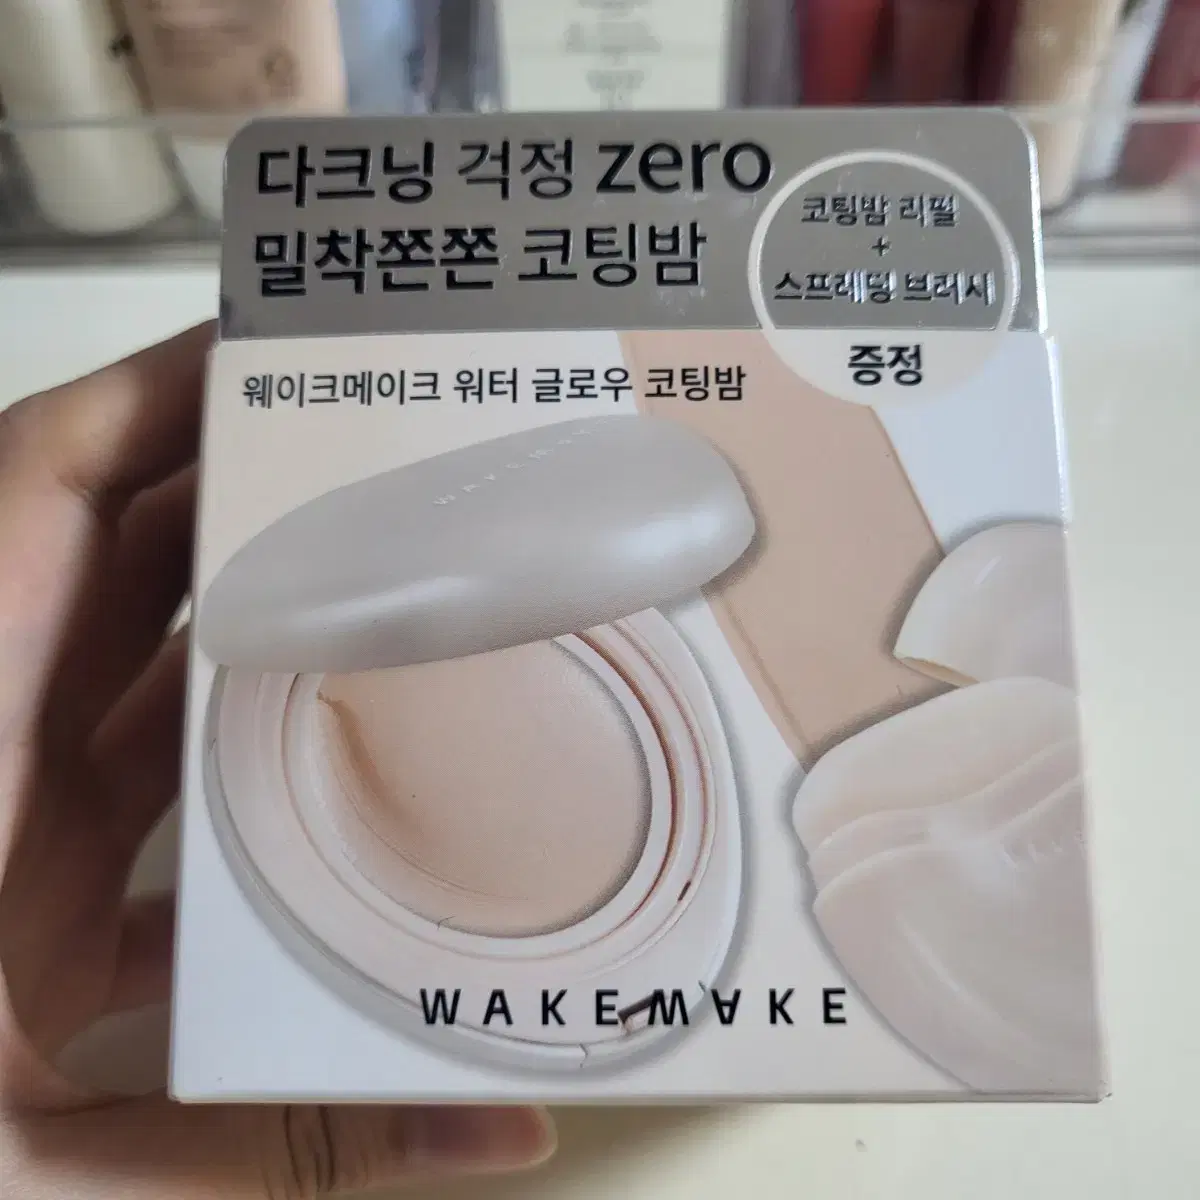 다크닝 걱정 zero
밀착쫀쫀 코팅밤
코팅밤 리필
+
스프레딩 브러시
증정
웨이크메이크 워터 글로우 코팅밤
WAKEM
WAKEMAKE